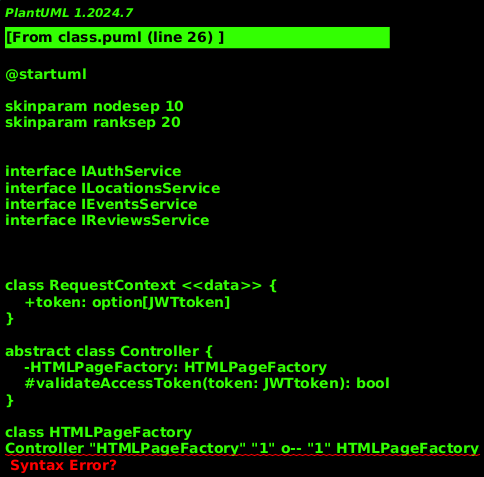 PlantUML 1.2024.7
[From class.puml (line 26) ]
@startuml
skinparam nodesep 10
skinparam ranksep 20
interface IAuthService
interface ILocationsService
interface IEventsService
interface IReviewsService
class RequestContext <<data>> {
+token: option[JWTtoken]
}
abstract class Controller {
-HTMLPageFactory: HTMLPageFactory
#validateAccessToken(token: JWTtoken): bool
}
class HTMLPageFactory
Controller "HTMLPageFactory" "1" o-- "1" HTMLPageFactory
Syntax Error?